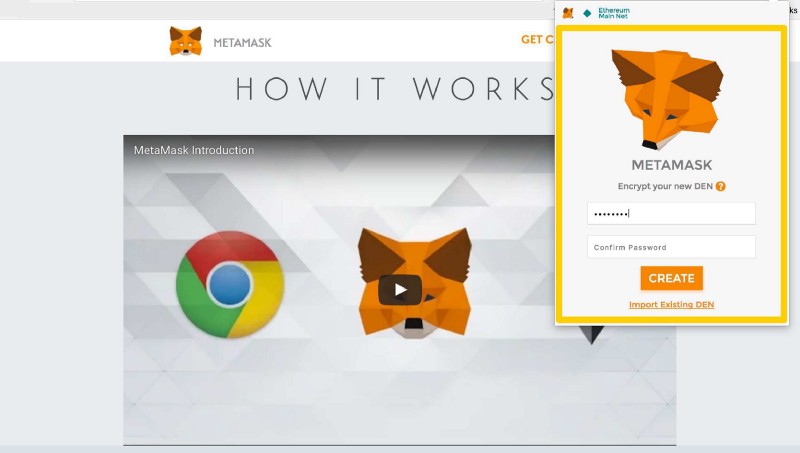 METAMASK
GET C
HOW IT WORKS
MetaMask Introduction
ks
Ethereum
Main Net
METAMASK
Encrypt your new DEN ?
Confirm Password
CREATE
Import Existing DEN